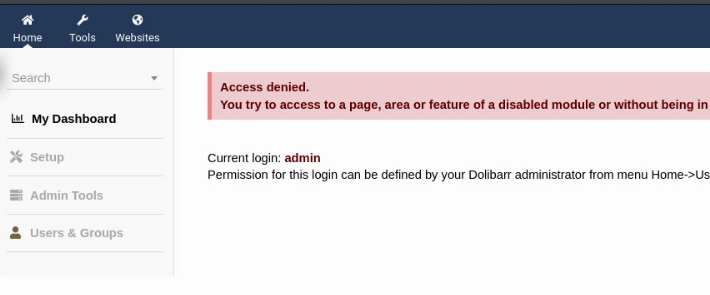 Home Tools Websites
Search
My Dashboard
Setup
Admin Tools
Users & Groups
Access denied.
You try to access to a page, area or feature of a disabled module or without being in
Current login: admin
Permission for this login can be defined by your Dolibarr administrator from menu Home->Us